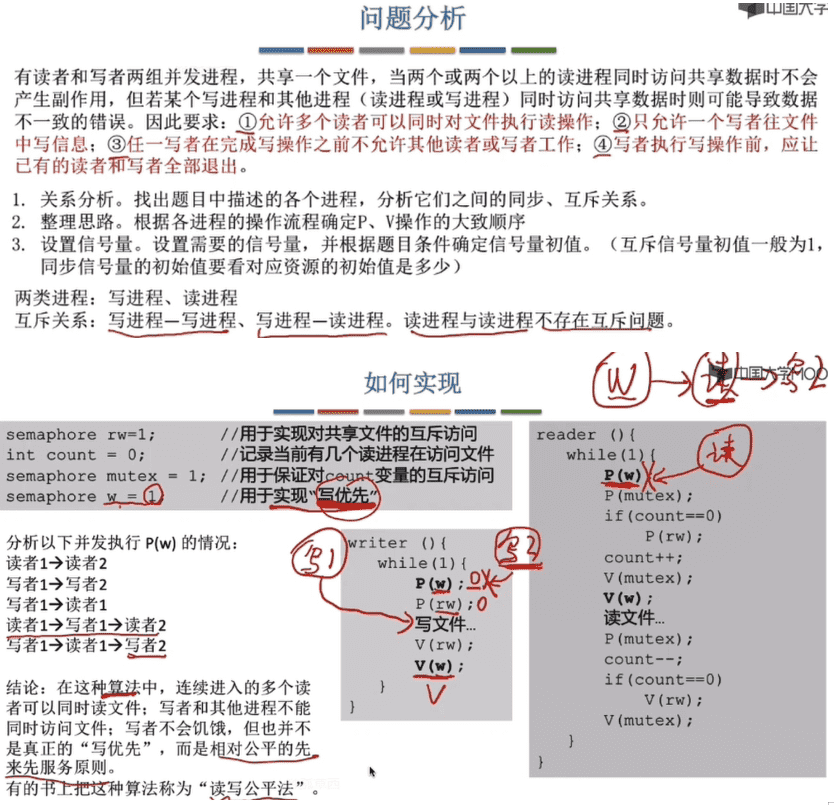 问题分析
中国大学
有读者和写者两组并发进程，共享一个文件，当两个或两个以上的读进程同时访问共享数据时不会
产生副作用，但若某个写进程和其他进程（读进程或写进程）同时访问共享数据时则可能导致数据
不一致的错误。因此要求：①允许多个读者可以同时对文件执行读操作；②只允许一个写者往文件
中写信息；③任一写者在完成写操作之前不允许其他读者或写者工作；④写者执行写操作前，应让
已有的读者和写者全部退出。
1. 关系分析。找出题目中描述的各个进程，分析它们之间的同步、互斥关系。
2. 整理思路。根据各进程的操作流程确定P、V操作的大致顺序
3. 设置信号量。设置需要的信号量，并根据题目条件确定信号量初值。（互斥信号量初值一般为1，
同步信号量的初始值要看对应资源的初始值是多少）
两类进程：写进程、读进程
互斥关系：写进程—写进程、写进程—读进程。读进程与读进程不存在互斥问题。
如何实现
中国大学MOO
W 读 写2
semaphore rw=1; //用于实现对共享文件的互斥访问
int count = 0; //记录当前有几个读进程在访问文件
semaphore mutex = 1; //用于保证对count变量的互斥访问
semaphore w = 1; //用于实现“写优先”
分析以下并发执行 P(w) 的情况：
读者1→读者2
写者1→写者2
写者1→读者1
读者1→写者1→读者2
写者1→读者1→写者2
结论：在这种算法中，连续进入的多个读
者可以同时读文件；写者和其他进程不能
同时访问文件；写者不会饥饿，但也并不
是真正的“写优先”，而是相对公平的先
来先服务原则。
有的书上把这种算法称为“读写公平法”。
写1
写2
writer (){
while(1){
P(w); 0
P(rw); 0
写文件…
V(rw);
V(w);
V
}
}
reader (){
while(1){
读
P(w);
P(mutex);
if(count==0)
P(rw);
count++;
V(mutex);
V(w);
读文件…
P(mutex);
count--;
if(count==0)
V(rw);
V(mutex);
}
}